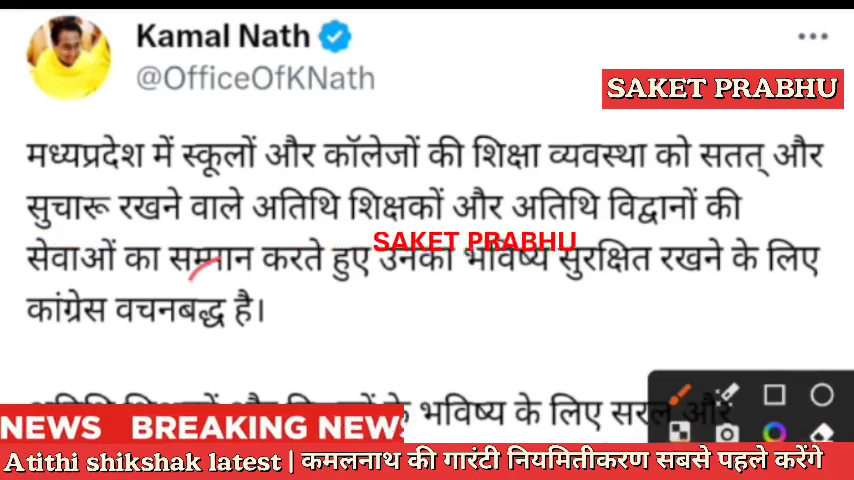 Kamal Nath
@OfficeOfKNath
SAKET PRABHU
मध्यप्रदेश में स्कूलों और कॉलेजों की शिक्षा व्यवस्था को सतत् और
सुचारू रखने वाले अतिथि शिक्षकों और अतिथि विद्वानों की
SAKET PRABHU
सेवाओं का सम्मान करते हुए उनका भविष्य सुरक्षित रखने के लिए
कांग्रेस वचनबद्ध है।
भविष्य के लिए सरल और
NEWS BREAKING NEWS
Atithi shikshak latest | कमलनाथ की गारंटी नियमितीकरण सबसे पहले करेंगे